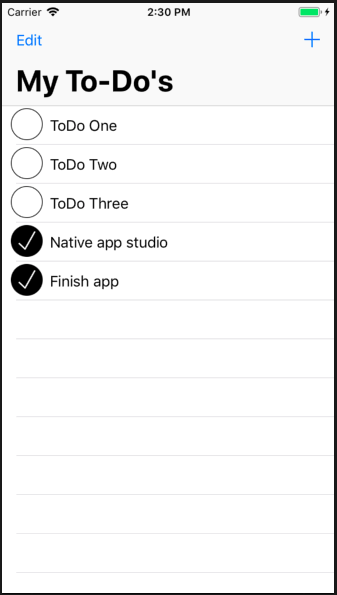 Carrier 2:30 PM
Edit +
My To-Do's
ToDo One
ToDo Two
ToDo Three
Native app studio
Finish app